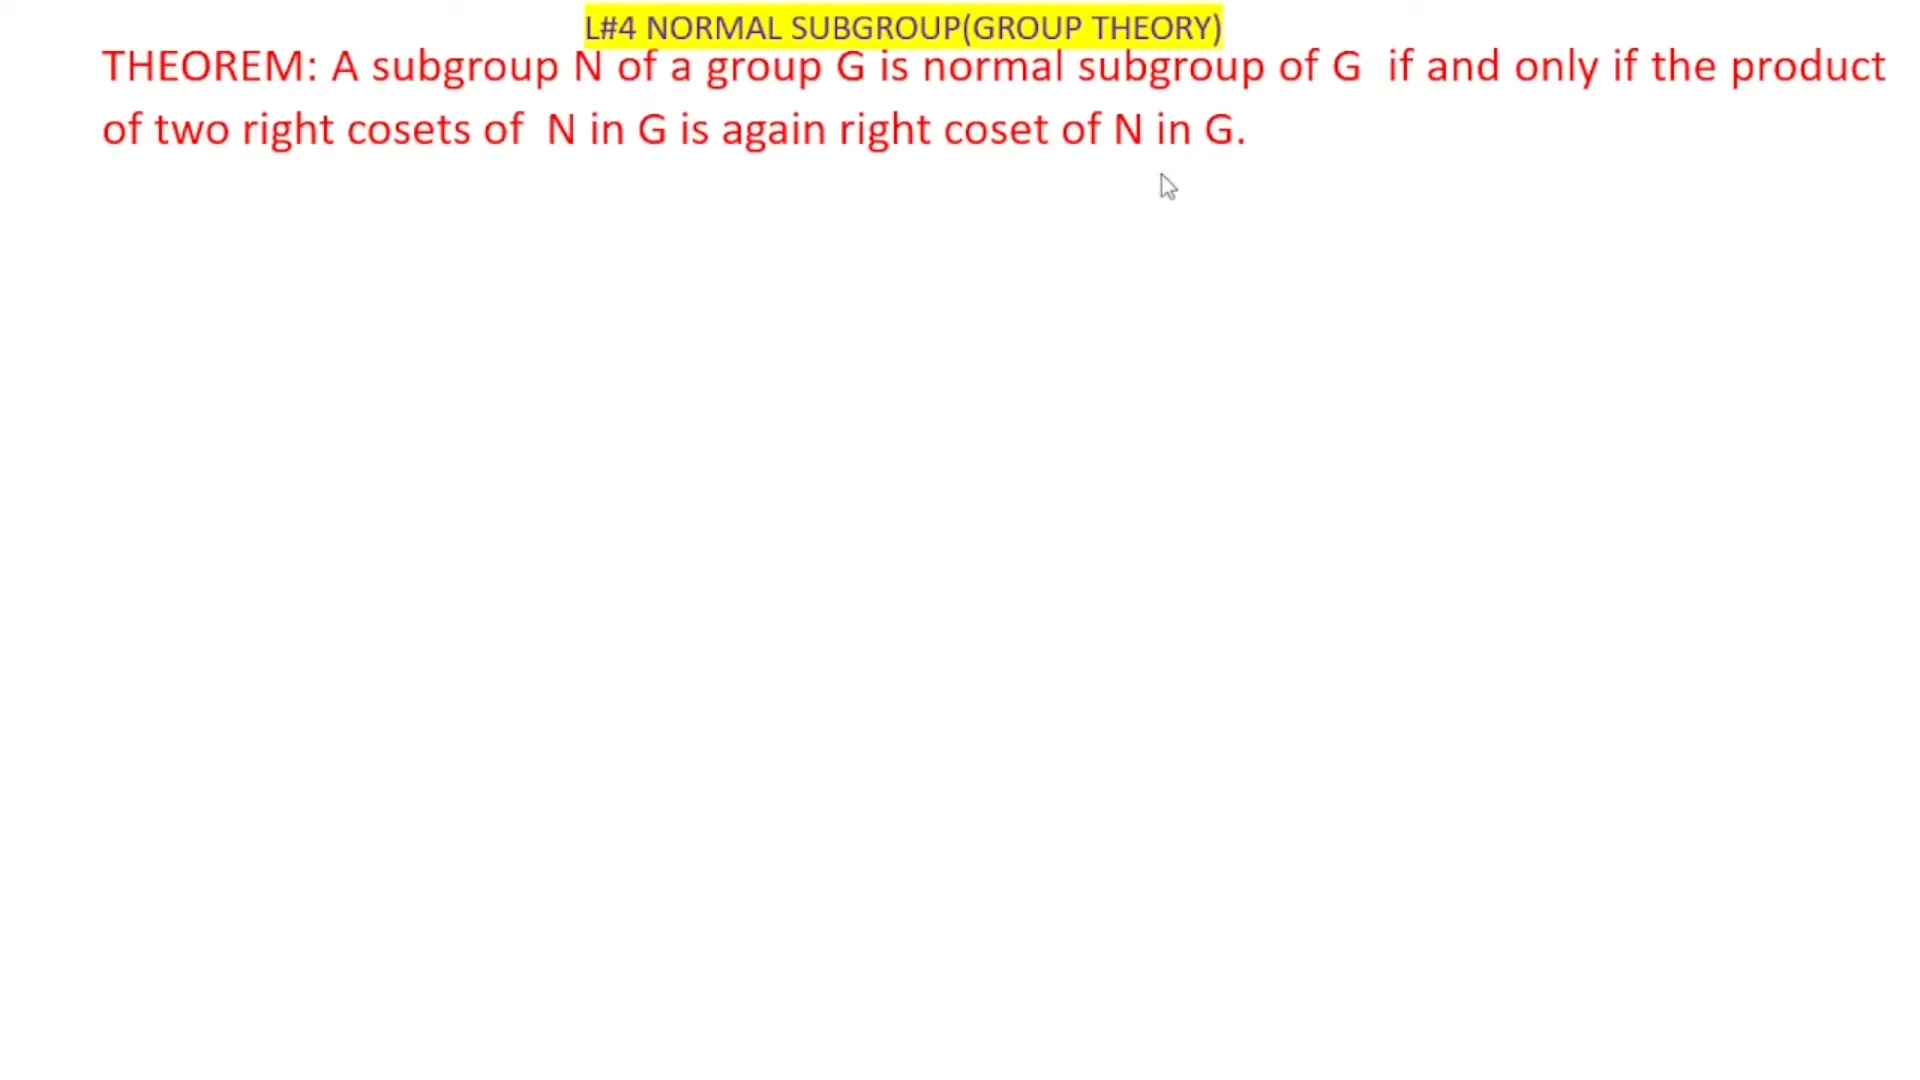 L#4 NORMAL SUBGROUP(GROUP THEORY)
THEOREM: A subgroup N of a group G is normal subgroup of G if and only if the product
of two right cosets of N in G is again right coset of N in G.